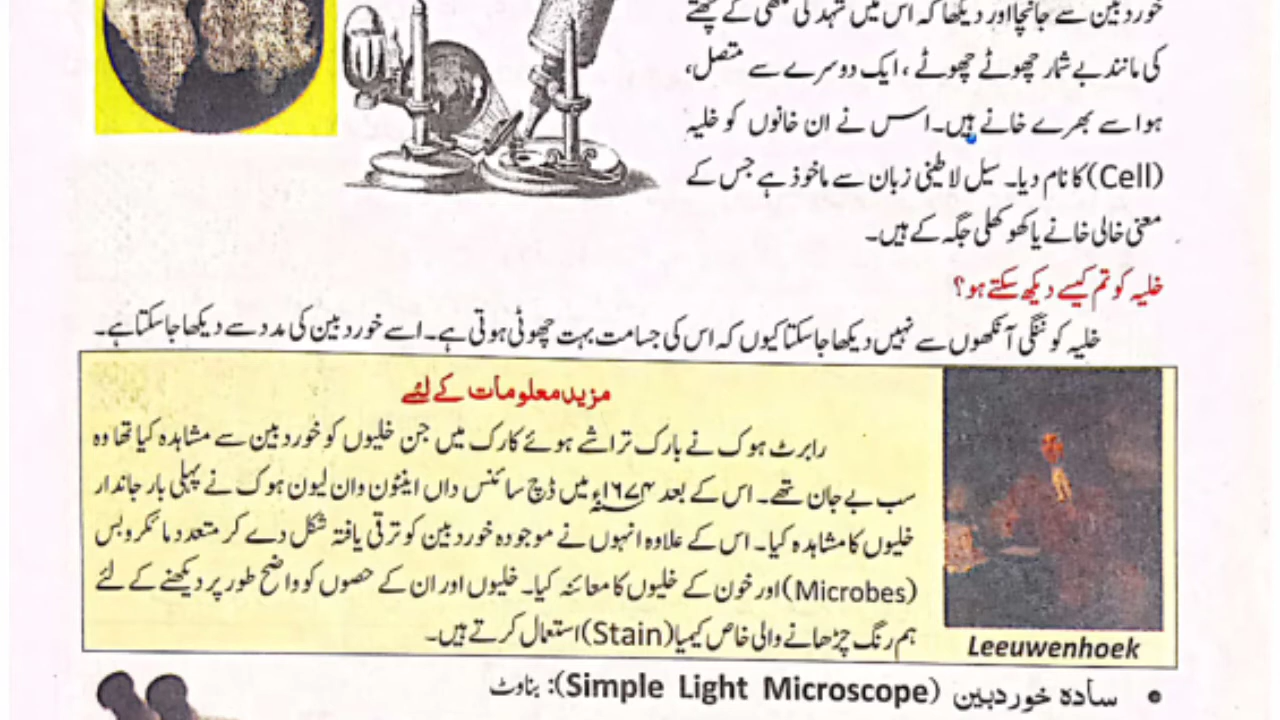 خوردبین سے جانچا اور دیکھا کہ اس میں شہد کی مکھی کے چھتے
کی مانند بے شمار چھوٹے چھوٹے، ایک دوسرے سے متصل،
ہوا سے بھرے خانے ہیں۔ اس نے ان خانوں کو خلیہ
(Cell) کا نام دیا۔ سیل لاطینی زبان سے ماخوذ ہے جس کے
معنی خالی خانے یا کھوکھلی جگہ کے ہیں۔
خلیہ کو تم کیسے دیکھ سکتے ہو؟
خلیہ کو ننگی آنکھوں سے نہیں دیکھا جا سکتا کیوں کہ اس کی جسامت بہت چھوٹی ہوتی ہے۔ اسے خوردبین کی مدد سے دیکھا جا سکتا ہے۔
مزید معلومات کے لئے
رابرٹ ہوک نے بارک تراشے ہوئے کارک میں جن خلیوں کو خوردبین سے مشاہدہ کیا تھا وہ
سب بے جان تھے۔ اس کے بعد ۱۶۷۴ء میں ڈچ سائنس داں اینٹون وان لیون ہوک نے پہلی بار جاندار
خلیوں کا مشاہدہ کیا۔ اس کے علاوہ انہوں نے موجودہ خوردبین کو ترقی یافتہ شکل دے کر متعدد مائکروبس
(Microbes) اور خون کے خلیوں کا معائنہ کیا۔ خلیوں اور ان کے حصوں کو واضح طور پر دیکھنے کے لئے
ہم رنگ چڑھانے والی خاص کیمیا (Stain) استعمال کرتے ہیں۔
Leeuwenhoek
• سادہ خوردبین (Simple Light Microscope): بناوٹ